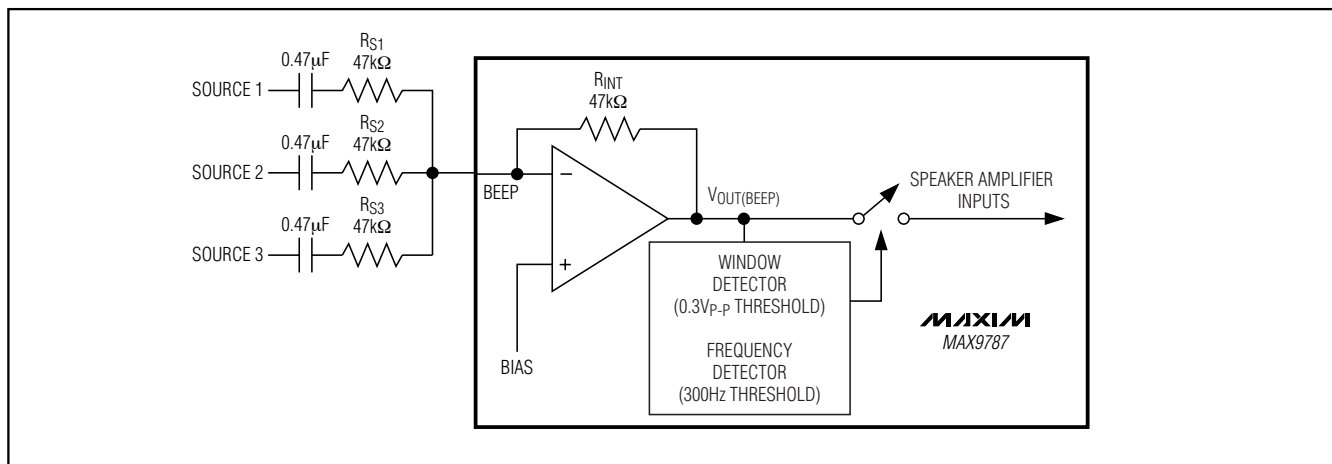 RS1
0.47µF 47kΩ
SOURCE 1
RS2
0.47µF 47kΩ
SOURCE 2
RS3
0.47µF 47kΩ
SOURCE 3
RINT
47kΩ
BEEP
−
+
BIAS
VOUT(BEEP)
SPEAKER AMPLIFIER
INPUTS
WINDOW
DETECTOR
(0.3VP-P THRESHOLD)
FREQUENCY
DETECTOR
(300Hz THRESHOLD)
MAXIM
MAX9787